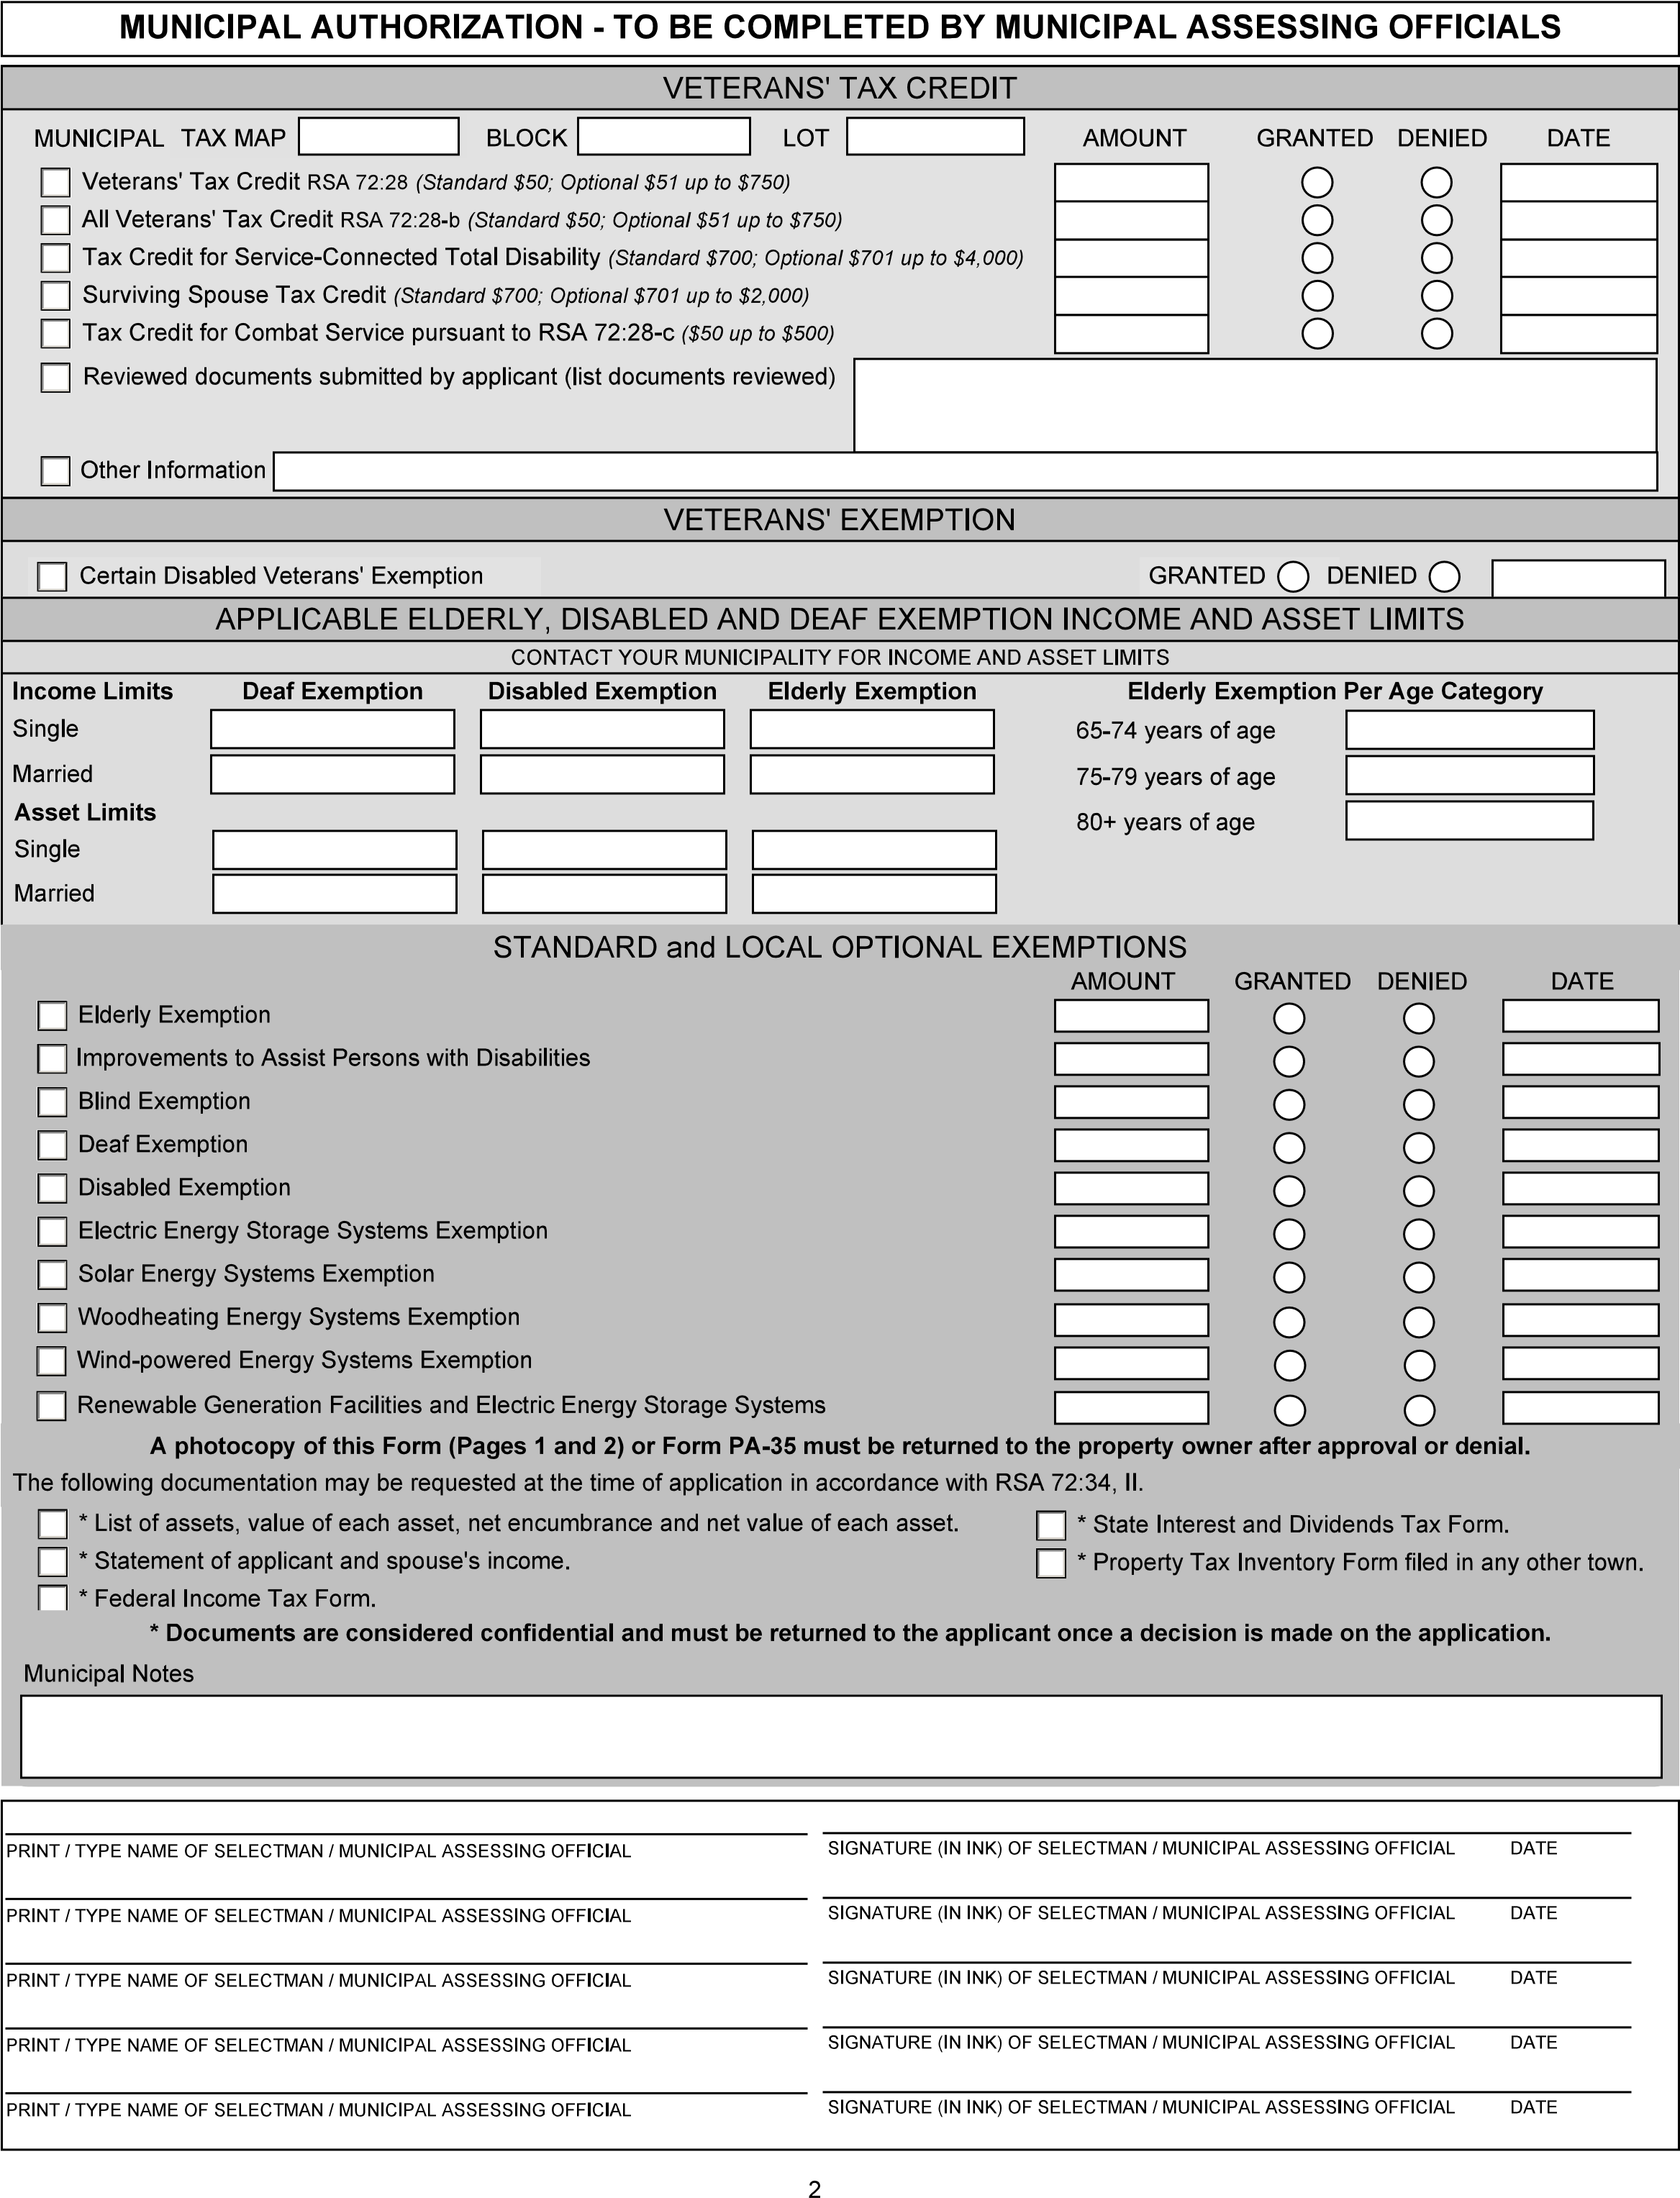 MUNICIPAL AUTHORIZATION - TO BE COMPLETED BY MUNICIPAL ASSESSING OFFICIALS
VETERANS' TAX CREDIT
MUNICIPAL TAX MAP BLOCK LOT AMOUNT GRANTED DENIED DATE
Veterans' Tax Credit RSA 72:28 (Standard $50; Optional $51 up to $750)
All Veterans' Tax Credit RSA 72:28-b (Standard $50; Optional $51 up to $750)
Tax Credit for Service-Connected Total Disability (Standard $700; Optional $701 up to $4,000)
Surviving Spouse Tax Credit (Standard $700; Optional $701 up to $2,000)
Tax Credit for Combat Service pursuant to RSA 72:28-c ($50 up to $500)
Reviewed documents submitted by applicant (list documents reviewed)
Other Information
VETERANS' EXEMPTION
Certain Disabled Veterans' Exemption GRANTED DENIED
APPLICABLE ELDERLY, DISABLED AND DEAF EXEMPTION INCOME AND ASSET LIMITS
CONTACT YOUR MUNICIPALITY FOR INCOME AND ASSET LIMITS
Income Limits Deaf Exemption Disabled Exemption Elderly Exemption Elderly Exemption Per Age Category
Single 65-74 years of age
Married 75-79 years of age
Asset Limits 80+ years of age
Single
Married
STANDARD and LOCAL OPTIONAL EXEMPTIONS
AMOUNT GRANTED DENIED DATE
Elderly Exemption
Improvements to Assist Persons with Disabilities
Blind Exemption
Deaf Exemption
Disabled Exemption
Electric Energy Storage Systems Exemption
Solar Energy Systems Exemption
Woodheating Energy Systems Exemption
Wind-powered Energy Systems Exemption
Renewable Generation Facilities and Electric Energy Storage Systems
A photocopy of this Form (Pages 1 and 2) or Form PA-35 must be returned to the property owner after approval or denial.
The following documentation may be requested at the time of application in accordance with RSA 72:34, II.
* List of assets, value of each asset, net encumbrance and net value of each asset. * State Interest and Dividends Tax Form.
* Statement of applicant and spouse's income. * Property Tax Inventory Form filed in any other town.
* Federal Income Tax Form.
* Documents are considered confidential and must be returned to the applicant once a decision is made on the application.
Municipal Notes
PRINT / TYPE NAME OF SELECTMAN / MUNICIPAL ASSESSING OFFICIAL SIGNATURE (IN INK) OF SELECTMAN / MUNICIPAL ASSESSING OFFICIAL DATE
PRINT / TYPE NAME OF SELECTMAN / MUNICIPAL ASSESSING OFFICIAL SIGNATURE (IN INK) OF SELECTMAN / MUNICIPAL ASSESSING OFFICIAL DATE
PRINT / TYPE NAME OF SELECTMAN / MUNICIPAL ASSESSING OFFICIAL SIGNATURE (IN INK) OF SELECTMAN / MUNICIPAL ASSESSING OFFICIAL DATE
PRINT / TYPE NAME OF SELECTMAN / MUNICIPAL ASSESSING OFFICIAL SIGNATURE (IN INK) OF SELECTMAN / MUNICIPAL ASSESSING OFFICIAL DATE
PRINT / TYPE NAME OF SELECTMAN / MUNICIPAL ASSESSING OFFICIAL SIGNATURE (IN INK) OF SELECTMAN / MUNICIPAL ASSESSING OFFICIAL DATE
2